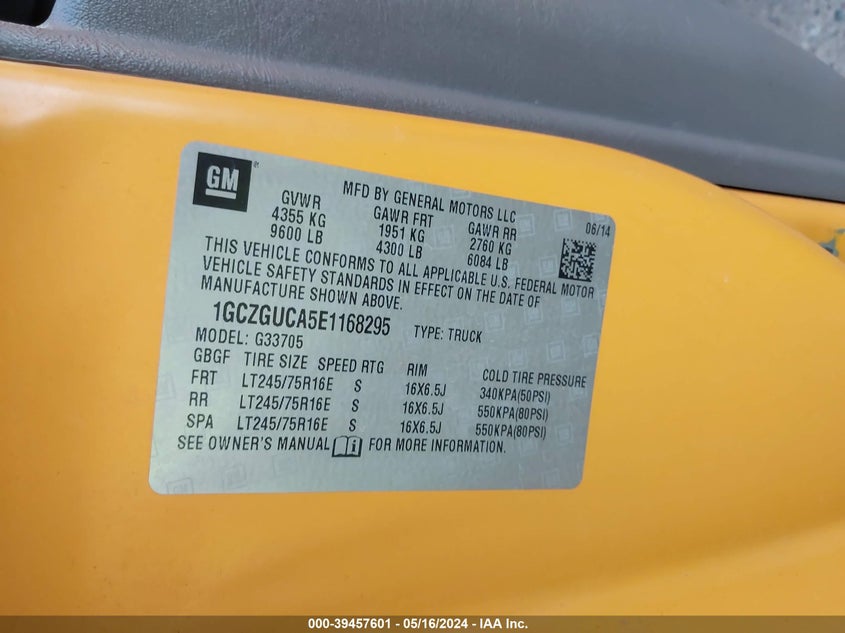 GM
MFD BY GENERAL MOTORS LLC
06/14
GVWR GAWR FRT GAWR RR
4355 KG 1951 KG 2760 KG
9600 LB 4300 LB 6084 LB
THIS VEHICLE CONFORMS TO ALL APPLICABLE U.S. FEDERAL MOTOR
VEHICLE SAFETY STANDARDS IN EFFECT ON THE DATE OF
MANUFACTURE SHOWN ABOVE.
1GCZGUCA5E1168295 TYPE: TRUCK
MODEL: G33705
GBGF TIRE SIZE SPEED RTG RIM COLD TIRE PRESSURE
FRT LT245/75R16E S 16X6.5J 340KPA(50PSI)
RR LT245/75R16E S 16X6.5J 550KPA(80PSI)
SPA LT245/75R16E S 16X6.5J 550KPA(80PSI)
SEE OWNER'S MANUAL FOR MORE INFORMATION.
000-39457601 - 05/16/2024 - IAA Inc.